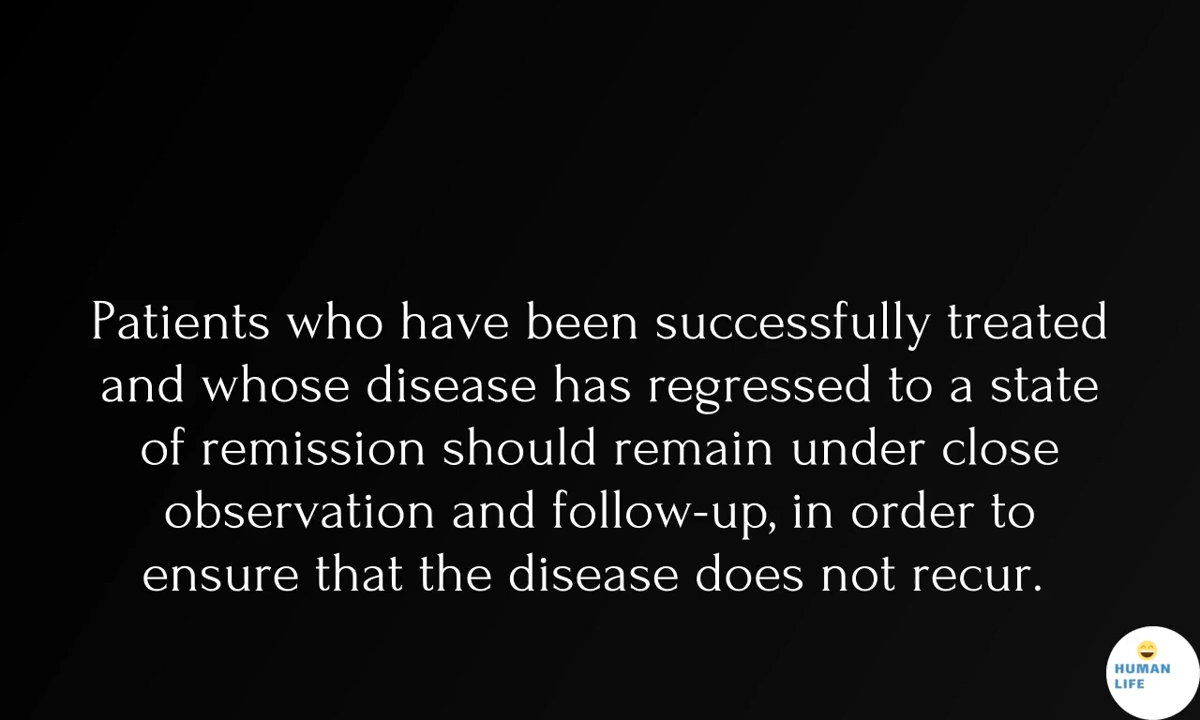 Patients who have been successfully treated
and whose disease has regressed to a state
of remission should remain under close
observation and follow-up, in order to
ensure that the disease does not recur.
HUMAN
LIFE